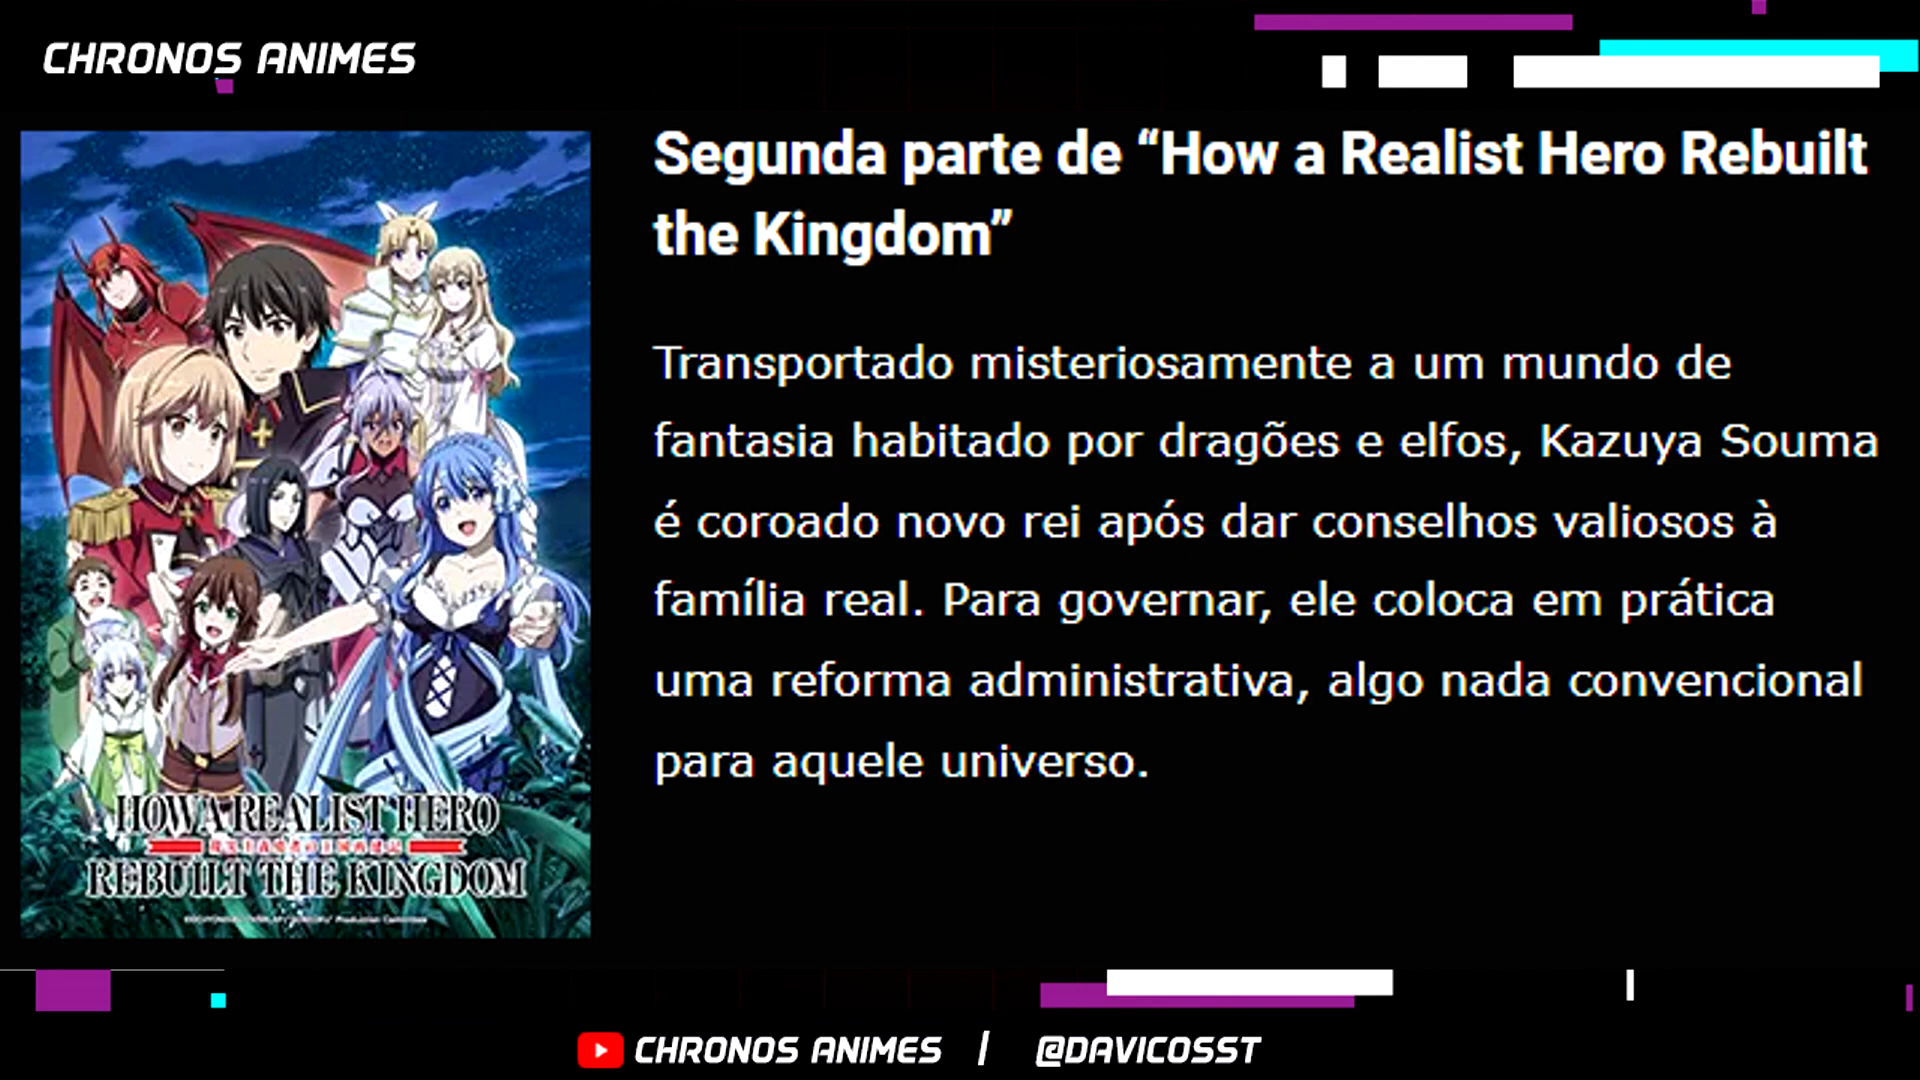 CHRONOS ANIMES
Segunda parte de “How a Realist Hero Rebuilt
the Kingdom”
Transportado misteriosamente a um mundo de
fantasia habitado por dragões e elfos, Kazuya Souma
é coroado novo rei após dar conselhos valiosos à
família real. Para governar, ele coloca em prática
uma reforma administrativa, algo nada convencional
para aquele universo.
HOW A REALIST HERO
REBUILT THE KINGDOM
CHRONOS ANIMES / @DAVICOSST